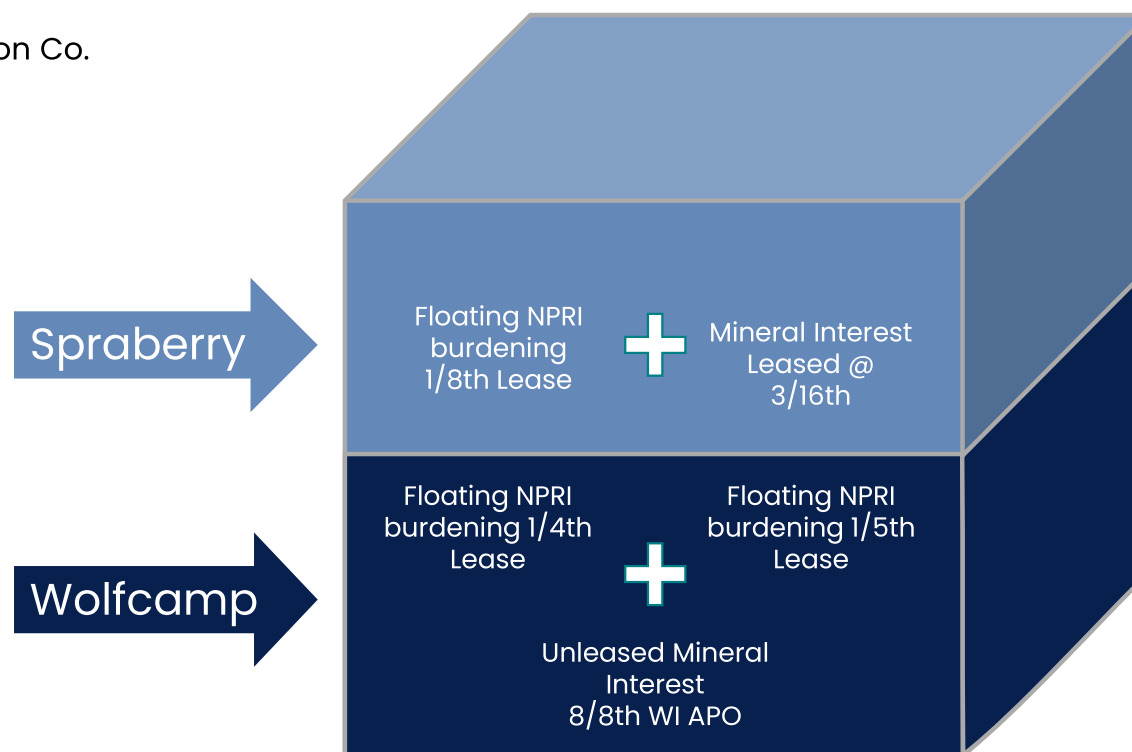 on Co.
Spraberry
Floating NPRI
burdening
1/8th Lease
Mineral Interest
Leased @
3/16th
Wolfcamp
Floating NPRI
burdening 1/4th
Lease
Floating NPRI
burdening 1/5th
Lease
Unleased Mineral
Interest
8/8th WI APO